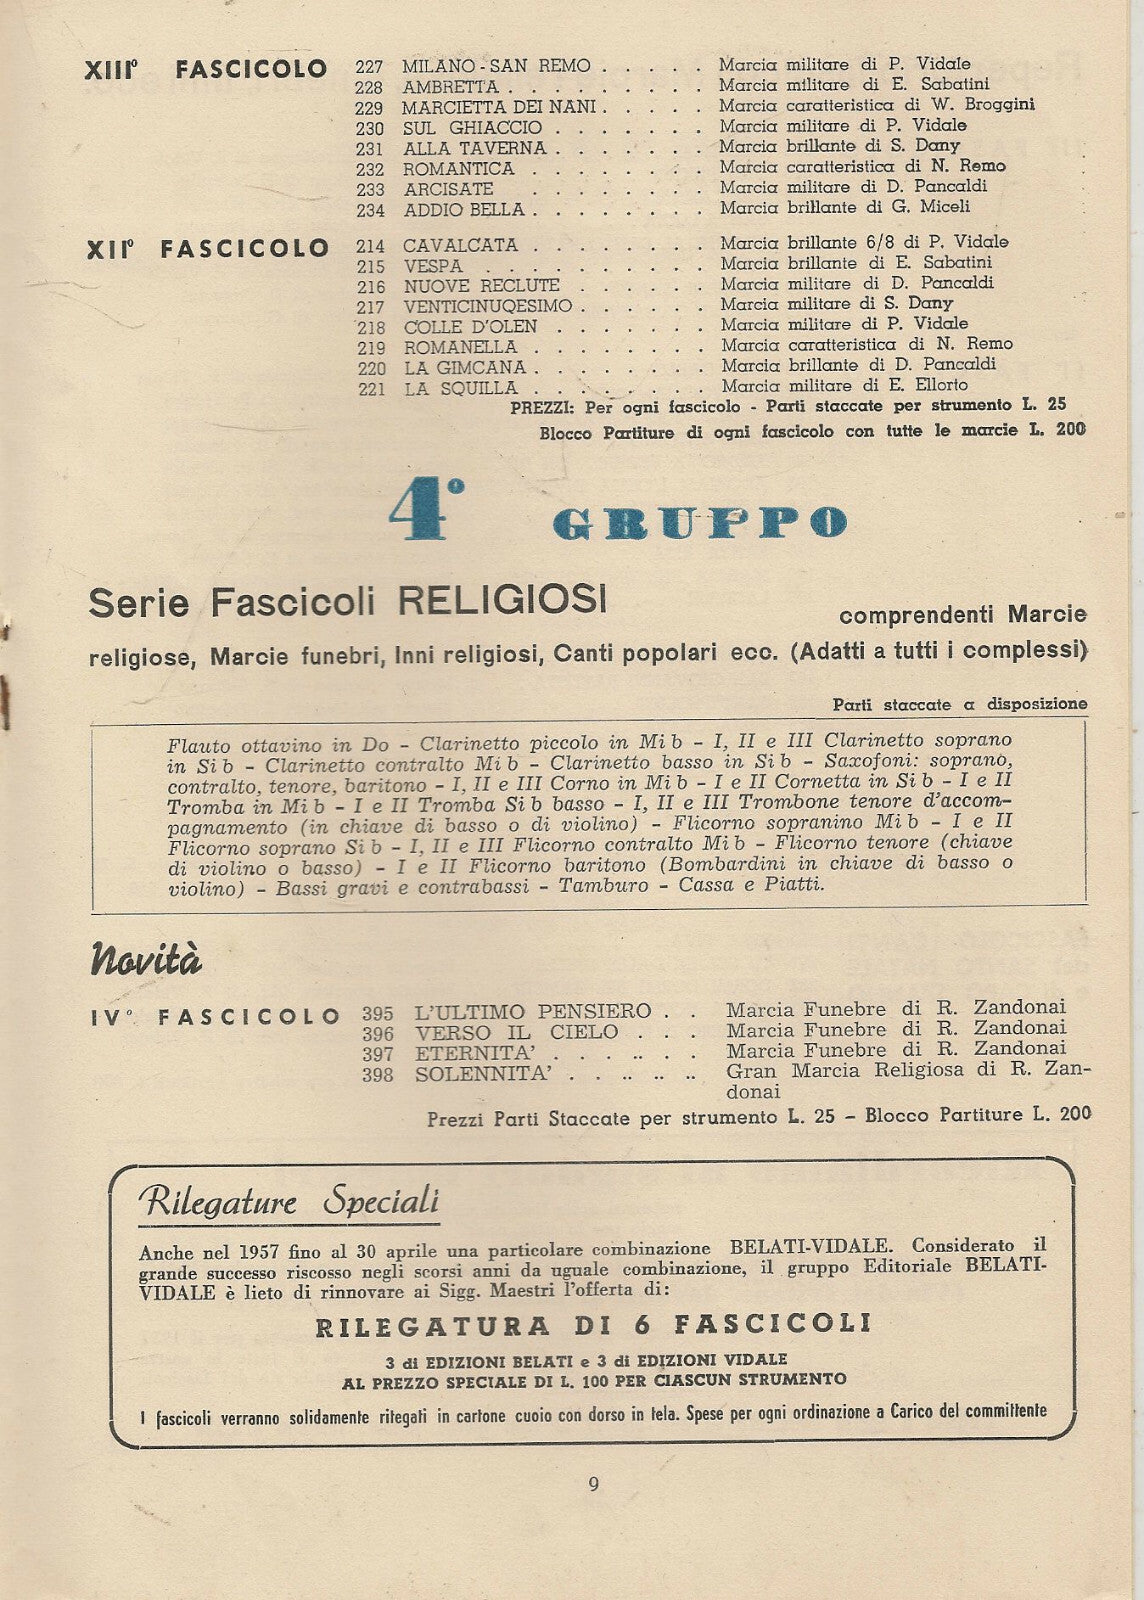 XIIIº FASCICOLO 227 MILANO - SAN REMO . . . . . Marcia militare di P. Vidale
228 AMBRETTA . . . . . . . . . Marcia militare di E. Sabatini
229 MARCIETTA DEI NANI . . . . . Marcia caratteristica di W. Broggini
230 SUL GHIACCIO . . . . . . . Marcia militare di P. Vidale
231 ALLA TAVERNA . . . . . . . Marcia brillante di S. Dany
232 ROMANTICA . . . . . . . . Marcia caratteristica di N. Remo
233 ARCISATE . . . . . . . . Marcia militare di D. Pancaldi
234 ADDIO BELLA . . . . . . . . Marcia brillante di G. Miceli
XIIº FASCICOLO 214 CAVALCATA . . . . . . . . Marcia brillante 6/8 di P. Vidale
215 VESPA . . . . . . . . . . Marcia brillante di E. Sabatini
216 NUOVE RECLUTE . . . . . . Marcia militare di D. Pancaldi
217 VENTICINUQESIMO . . . . . . Marcia militare di S. Dany
218 COLLE D'OLEN . . . . . . . Marcia militare di P. Vidale
219 ROMANELLA . . . . . . . . Marcia caratteristica di N. Remo
220 LA GIMCANA . . . . . . . . Marcia brillante di D. Pancaldi
221 LA SQUILLA . . . . . . . . Marcia militare di E. Ellorto
PREZZI: Per ogni fascicolo - Parti staccate per strumento L. 25
Blocco Partiture di ogni fascicolo con tutte le marcie L. 200
4º GRUPPO
Serie Fascicoli RELIGIOSI comprendenti Marcie
religiose, Marcie funebri, Inni religiosi, Canti popolari ecc. (Adatti a tutti i complessi)
Parti staccate a disposizione
Flauto ottavino in Do - Clarinetto piccolo in Mi b - I, II e III Clarinetto soprano
in Si b - Clarinetto contralto Mi b - Clarinetto basso in Si b - Saxofoni: soprano,
contralto, tenore, baritono - I, II e III Corno in Mi b - I e II Cornetta in Si b - I e II
Tromba in Mi b - I e II Tromba Si b basso - I, II e III Trombone tenore d'accom-
pagnamento (in chiave di basso o di violino) - Flicorno sopranino Mi b - I e II
Flicorno soprano Si b - I, II e III Flicorno contralto Mi b - Flicorno tenore (chiave
di violino o basso) - I e II Flicorno baritono (Bombardini in chiave di basso o
violino) - Bassi gravi e contrabassi - Tamburo - Cassa e Piatti.
Novità
IVº FASCICOLO 395 L'ULTIMO PENSIERO . . Marcia Funebre di R. Zandonai
396 VERSO IL CIELO . . . Marcia Funebre di R. Zandonai
397 ETERNITA' . . . .. . . Marcia Funebre di R. Zandonai
398 SOLENNITA' . . .. .. .. Gran Marcia Religiosa di R. Zan-
donai
Prezzi Parti Staccate per strumento L. 25 - Blocco Partiture L. 200
Rilegature Speciali
Anche nel 1957 fino al 30 aprile una particolare combinazione BELATI-VIDALE. Considerato il
grande successo riscosso negli scorsi anni da uguale combinazione, il gruppo Editoriale BELATI-
VIDALE è lieto di rinnovare ai Sigg. Maestri l'offerta di:
RILEGATURA DI 6 FASCICOLI
3 di EDIZIONI BELATI e 3 di EDIZIONI VIDALE
AL PREZZO SPECIALE DI L. 100 PER CIASCUN STRUMENTO
I fascicoli verranno solidamente rilegati in cartone cuoio con dorso in tela. Spese per ogni ordinazione a Carico del committente
9